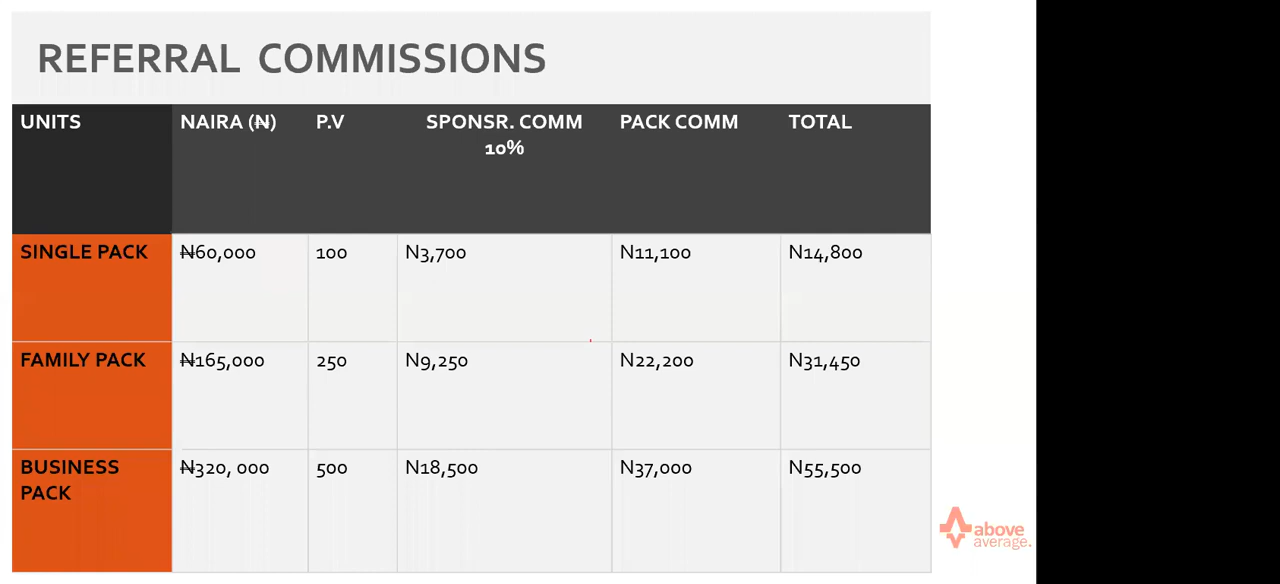 REFERRAL COMMISSIONS
UNITS NAIRA (₦) P.V SPONSR. COMM 10% PACK COMM TOTAL
SINGLE PACK ₦60,000 100 N3,700 N11,100 N14,800
FAMILY PACK ₦165,000 250 N9,250 N22,200 N31,450
BUSINESS PACK ₦320, 000 500 N18,500 N37,000 N55,500
above
average.